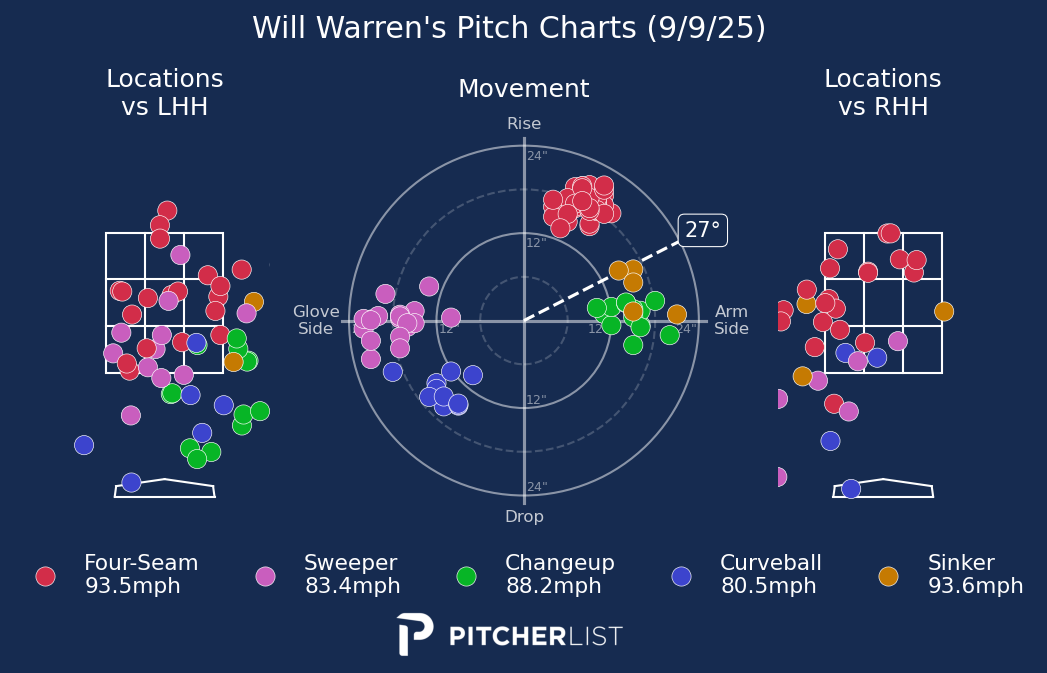 Will Warren's Pitch Charts (9/9/25)
Locations
vs LHH
Movement
Locations
vs RHH
Rise
24"
12"
27°
Glove
Side
12"
12"
24"
Arm
Side
12"
24"
Drop
Four-Seam
93.5mph
Sweeper
83.4mph
Changeup
88.2mph
Curveball
80.5mph
Sinker
93.6mph
PITCHERLIST